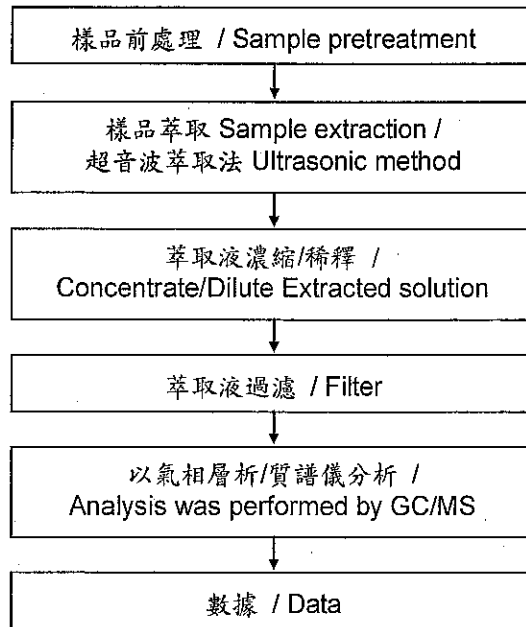 樣品前處理 / Sample pretreatment
樣品萃取 Sample extraction /
超音波萃取法 Ultrasonic method
萃取液濃縮/稀釋 /
Concentrate/Dilute Extracted solution
萃取液過濾 / Filter
以氣相層析/質譜儀分析 /
Analysis was performed by GC/MS
數據 / Data